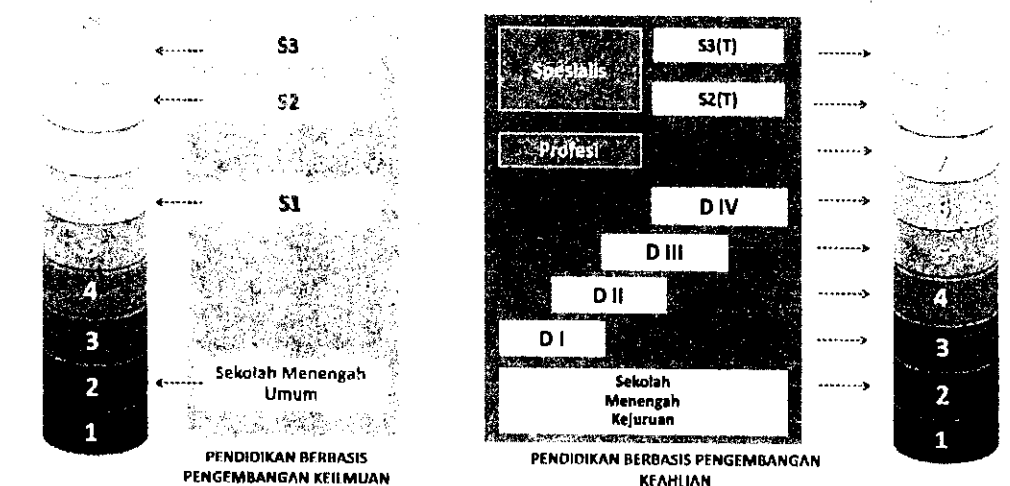 S3
S2
S1
4
3
2
1
Sekolah Menengah
Umum
PENDIDIKAN BERBASIS
PENGEMBANGAN KEILMUAN
Spesialis
S3(T)
S2(T)
Profesi
D IV
D III
D II
D I
Sekolah
Menengah
Kejuruan
PENDIDIKAN BERBASIS PENGEMBANGAN
KEAHLIAN
4
3
2
1